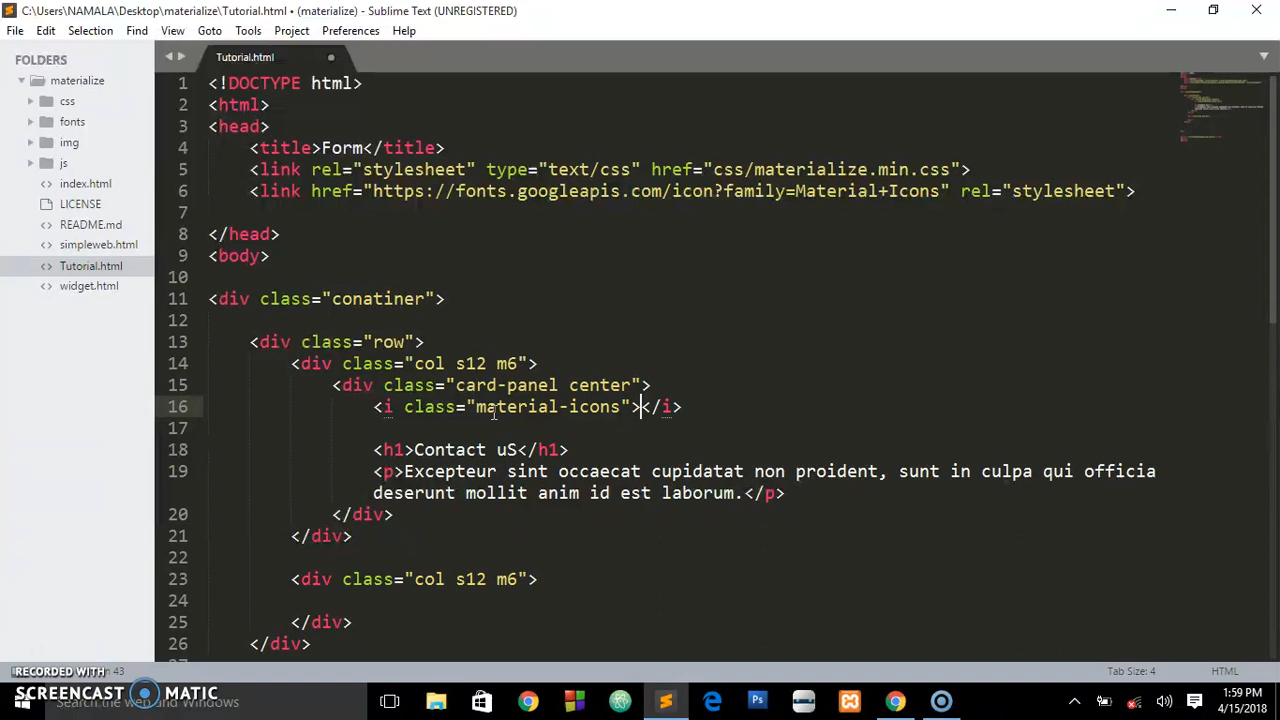 C:\Users\NAMALA\Desktop\materialize\Tutorial.html • (materialize) - Sublime Text (UNREGISTERED)
File Edit Selection Find View Goto Tools Project Preferences Help
FOLDERS
materialize
css
fonts
img
js
index.html
LICENSE
README.md
simpleweb.html
Tutorial.html
widget.html
Tutorial.html
1 <!DOCTYPE html>
2 <html>
3 <head>
4 <title>Form</title>
5 <link rel="stylesheet" type="text/css" href="css/materialize.min.css">
6 <link href="https://fonts.googleapis.com/icon?family=Material+Icons" rel="stylesheet">
7
8 </head>
9 <body>
10
11 <div class="conatiner">
12
13 <div class="row">
14 <div class="col s12 m6">
15 <div class="card-panel center">
16 <i class="material-icons"></i>
17
18 <h1>Contact uS</h1>
19 <p>Excepteur sint occaecat cupidatat non proident, sunt in culpa qui officia
deserunt mollit anim id est laborum.</p>
20 </div>
21 </div>
22
23 <div class="col s12 m6">
24
25 </div>
26 </div>
RECORDED WITH
SCREENCAST MATIC
43
Tab Size: 4
HTML
Search the web and Windows
1:59 PM
4/15/2018